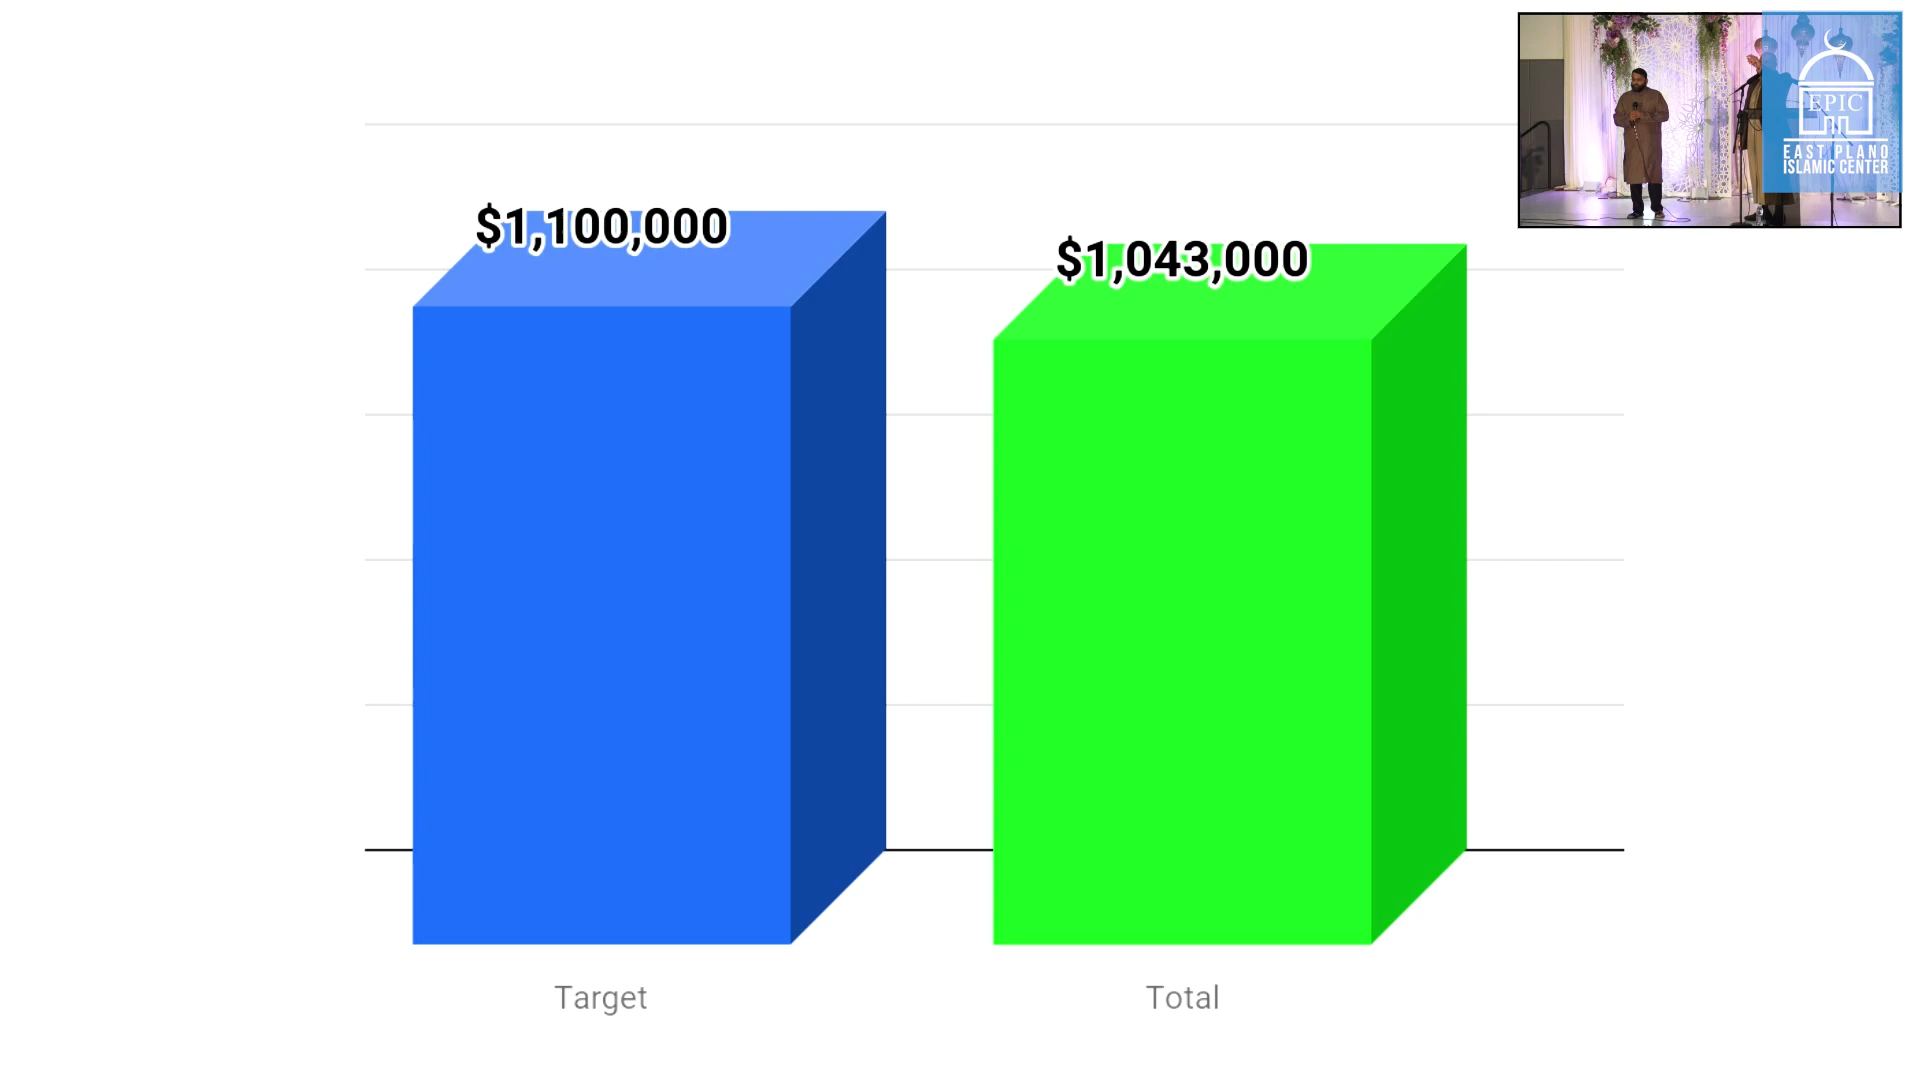 $1,100,000
$1,043,000
Target
Total
EPIC
EAST PLANO
ISLAMIC CENTER